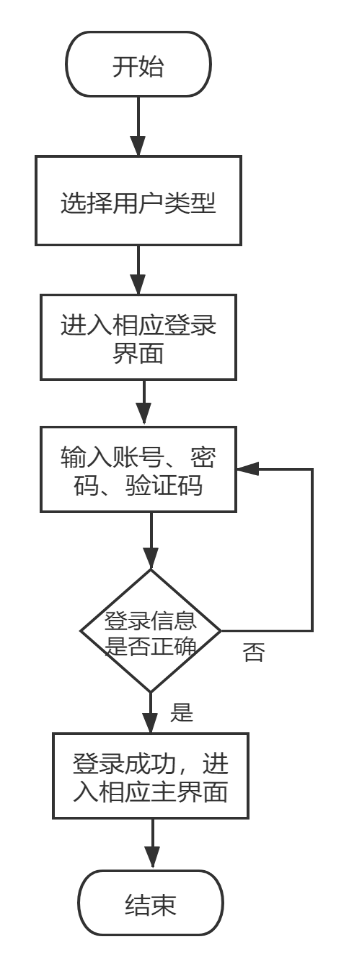 开始
选择用户类型
进入相应登录
界面
输入账号、密
码、验证码
登录信息
是否正确
否
是
登录成功，进
入相应主界面
结束